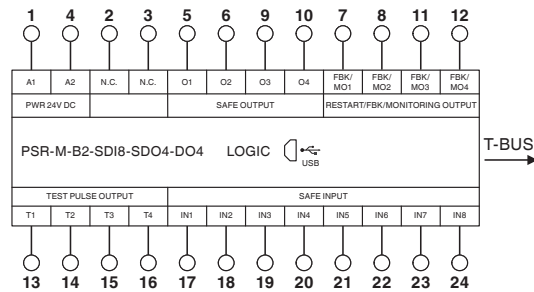 1 4 2 3 5 6 9 10 7 8 11 12
A1 A2 N.C. N.C. O1 O2 O3 O4 FBK/ MO1 FBK/ MO2 FBK/ MO3 FBK/ MO4
PWR 24V DC SAFE OUTPUT RESTART/FBK/MONITORING OUTPUT
PSR-M-B2-SDI8-SDO4-DO4 LOGIC USB T-BUS
TEST PULSE OUTPUT SAFE INPUT
T1 T2 T3 T4 IN1 IN2 IN3 IN4 IN5 IN6 IN7 IN8
13 14 15 16 17 18 19 20 21 22 23 24